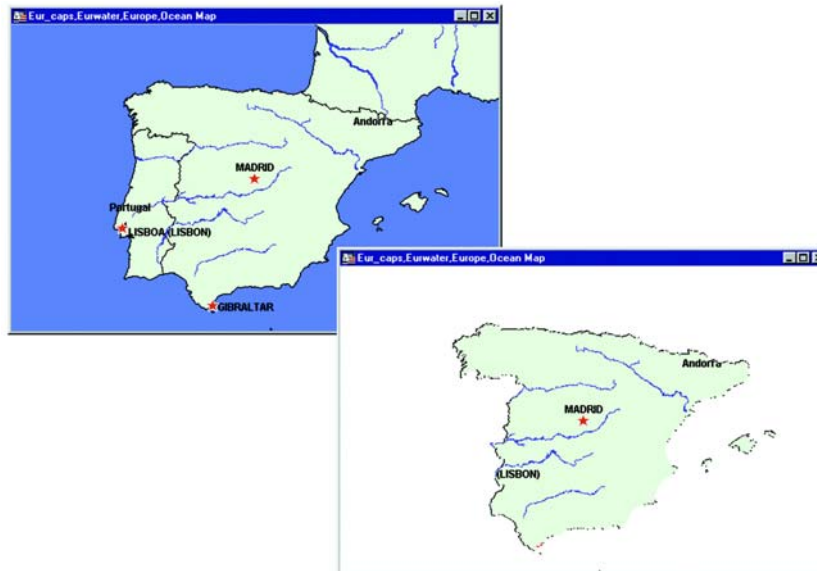 Eur_caps,Eurwater,Europe,Ocean Map
Andorra
MADRID
Portugal
LISBOA (LISBON)
GIBRALTAR
Eur_caps,Eurwater,Europe,Ocean Map
Andorra
MADRID
(LISBON)